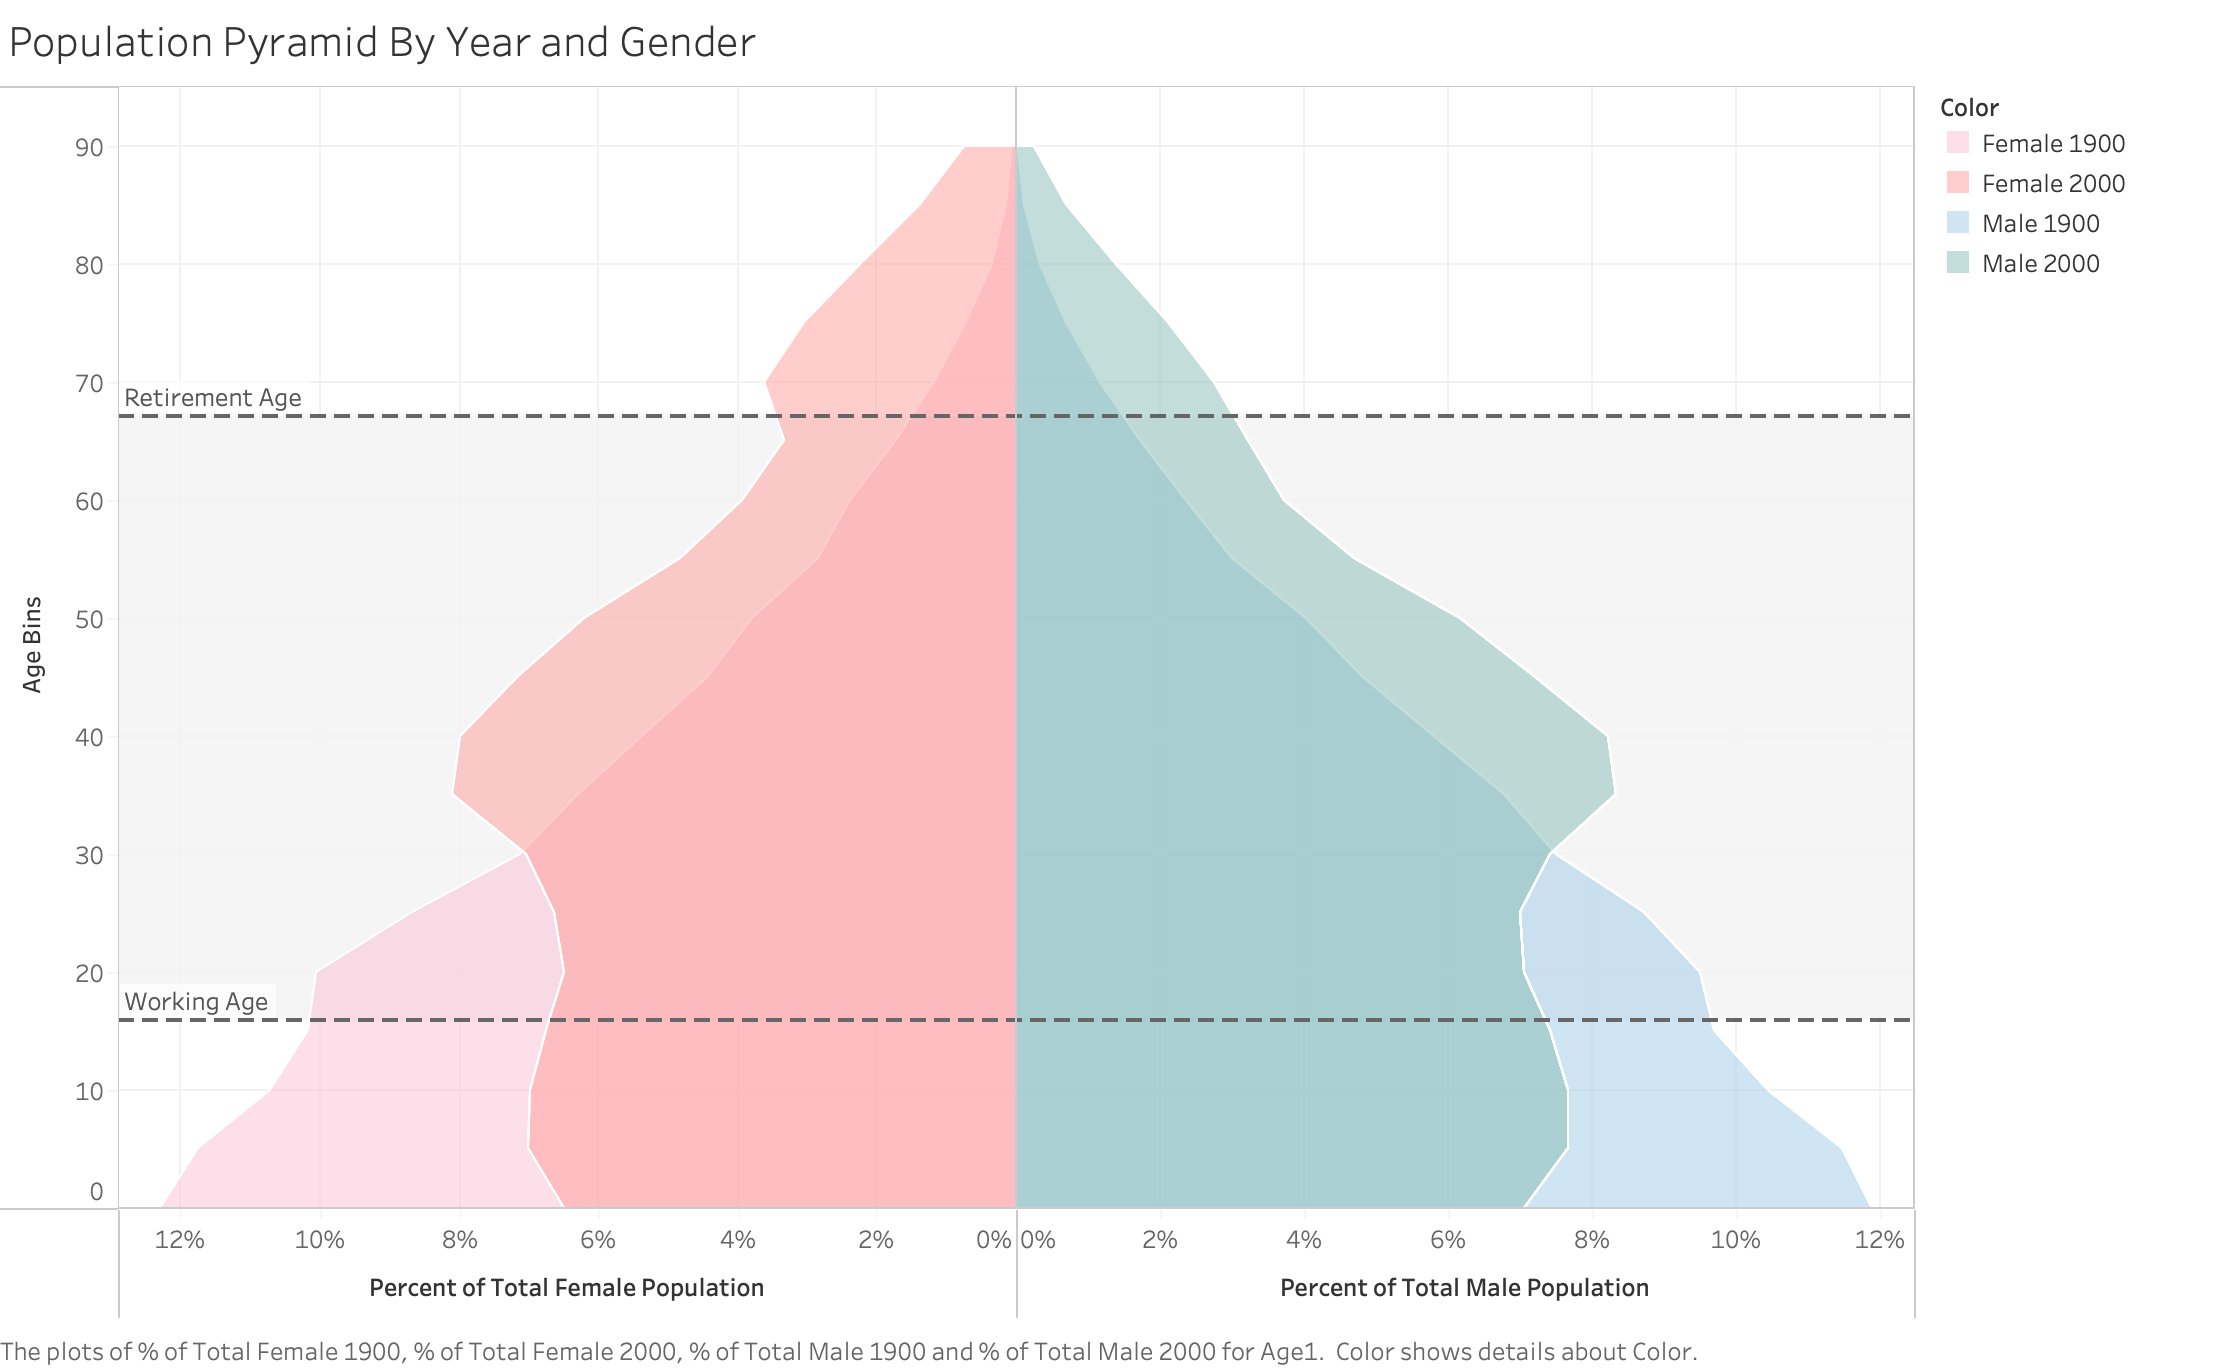 Population Pyramid By Year and Gender
Color
Female 1900
Female 2000
Male 1900
Male 2000
90
80
70
Retirement Age
60
50
Age Bins
40
30
20
Working Age
10
0
12% 10% 8% 6% 4% 2% 0% 0% 2% 4% 6% 8% 10% 12%
Percent of Total Female Population Percent of Total Male Population
The plots of % of Total Female 1900, % of Total Female 2000, % of Total Male 1900 and % of Total Male 2000 for Age1.  Color shows details about Color.